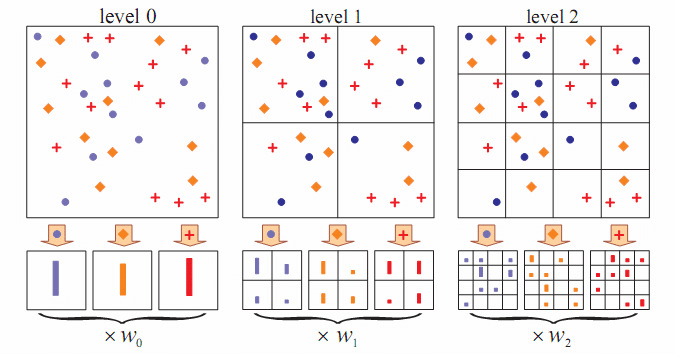 level 0 level 1 level 2
× w₀ × w₁ × w₂